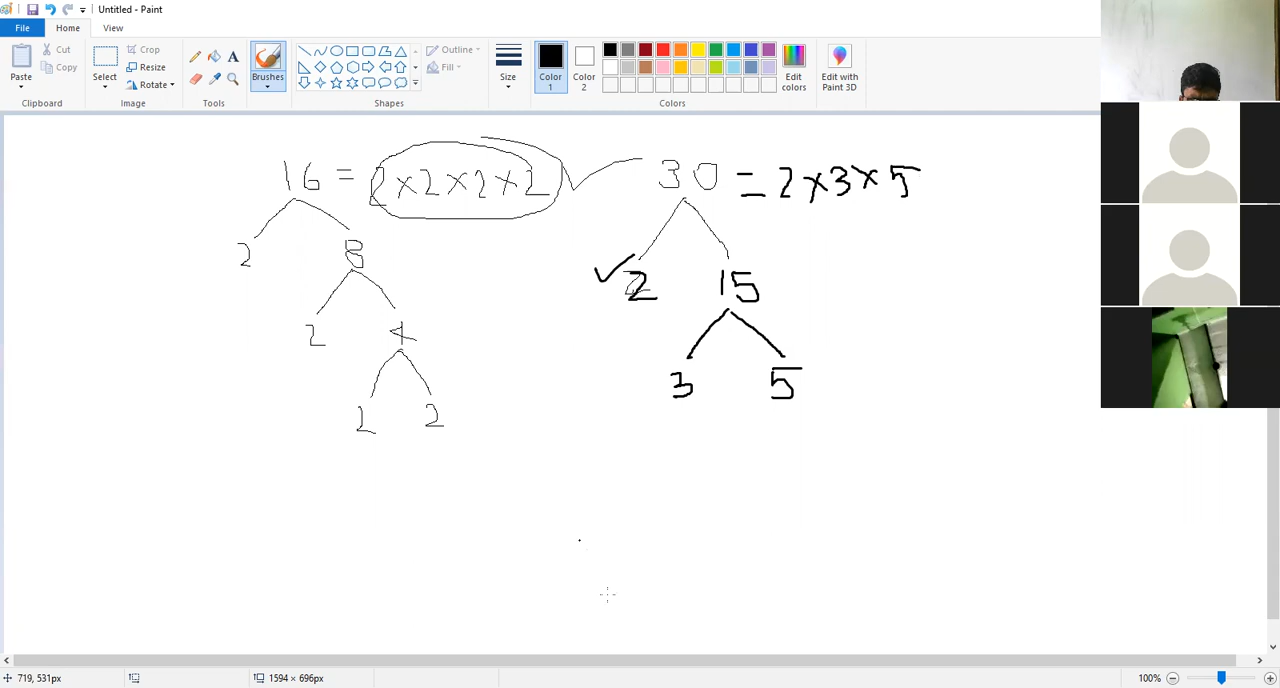 Untitled - Paint
File Home View
Paste
Cut
Copy
Clipboard
Select
Crop
Resize
Rotate
Image
A
Tools
Brushes
Shapes
Outline
Fill
Size
Color 1
Color 2
Colors
Edit colors
Edit with Paint 3D
16 = 2×2×2×2
2 8
2 4
2 2
30 = 2×3×5
2 15
3 5
719, 531px
1594 × 696px
100%